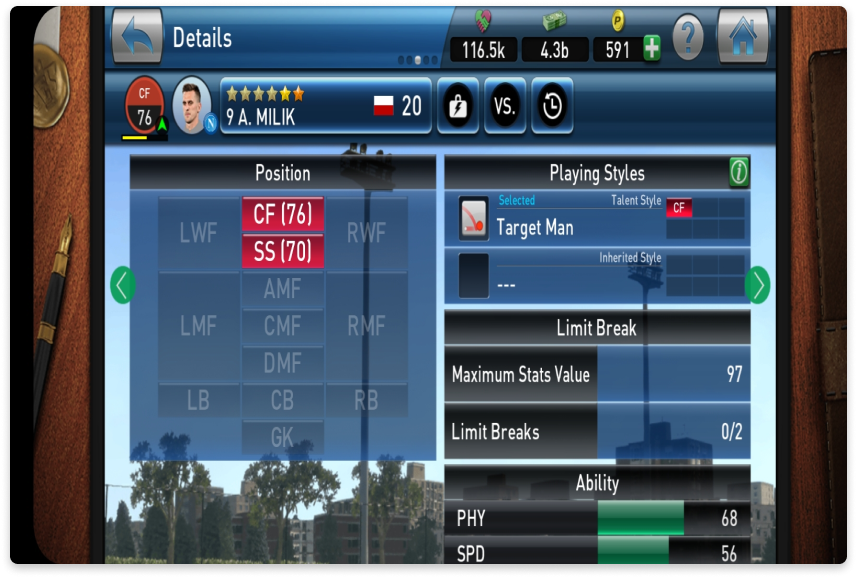 Details
116.5k
4.3b
591
?
CF
76
N
9 A. MILIK
20
VS.
Position
LWF
CF (76)
RWF
SS (70)
AMF
LMF
CMF
RMF
DMF
LB
CB
RB
GK
Playing Styles
Selected
Talent Style
CF
Target Man
Inherited Style
---
Limit Break
Maximum Stats Value
97
Limit Breaks
0/2
Ability
PHY
68
SPD
56